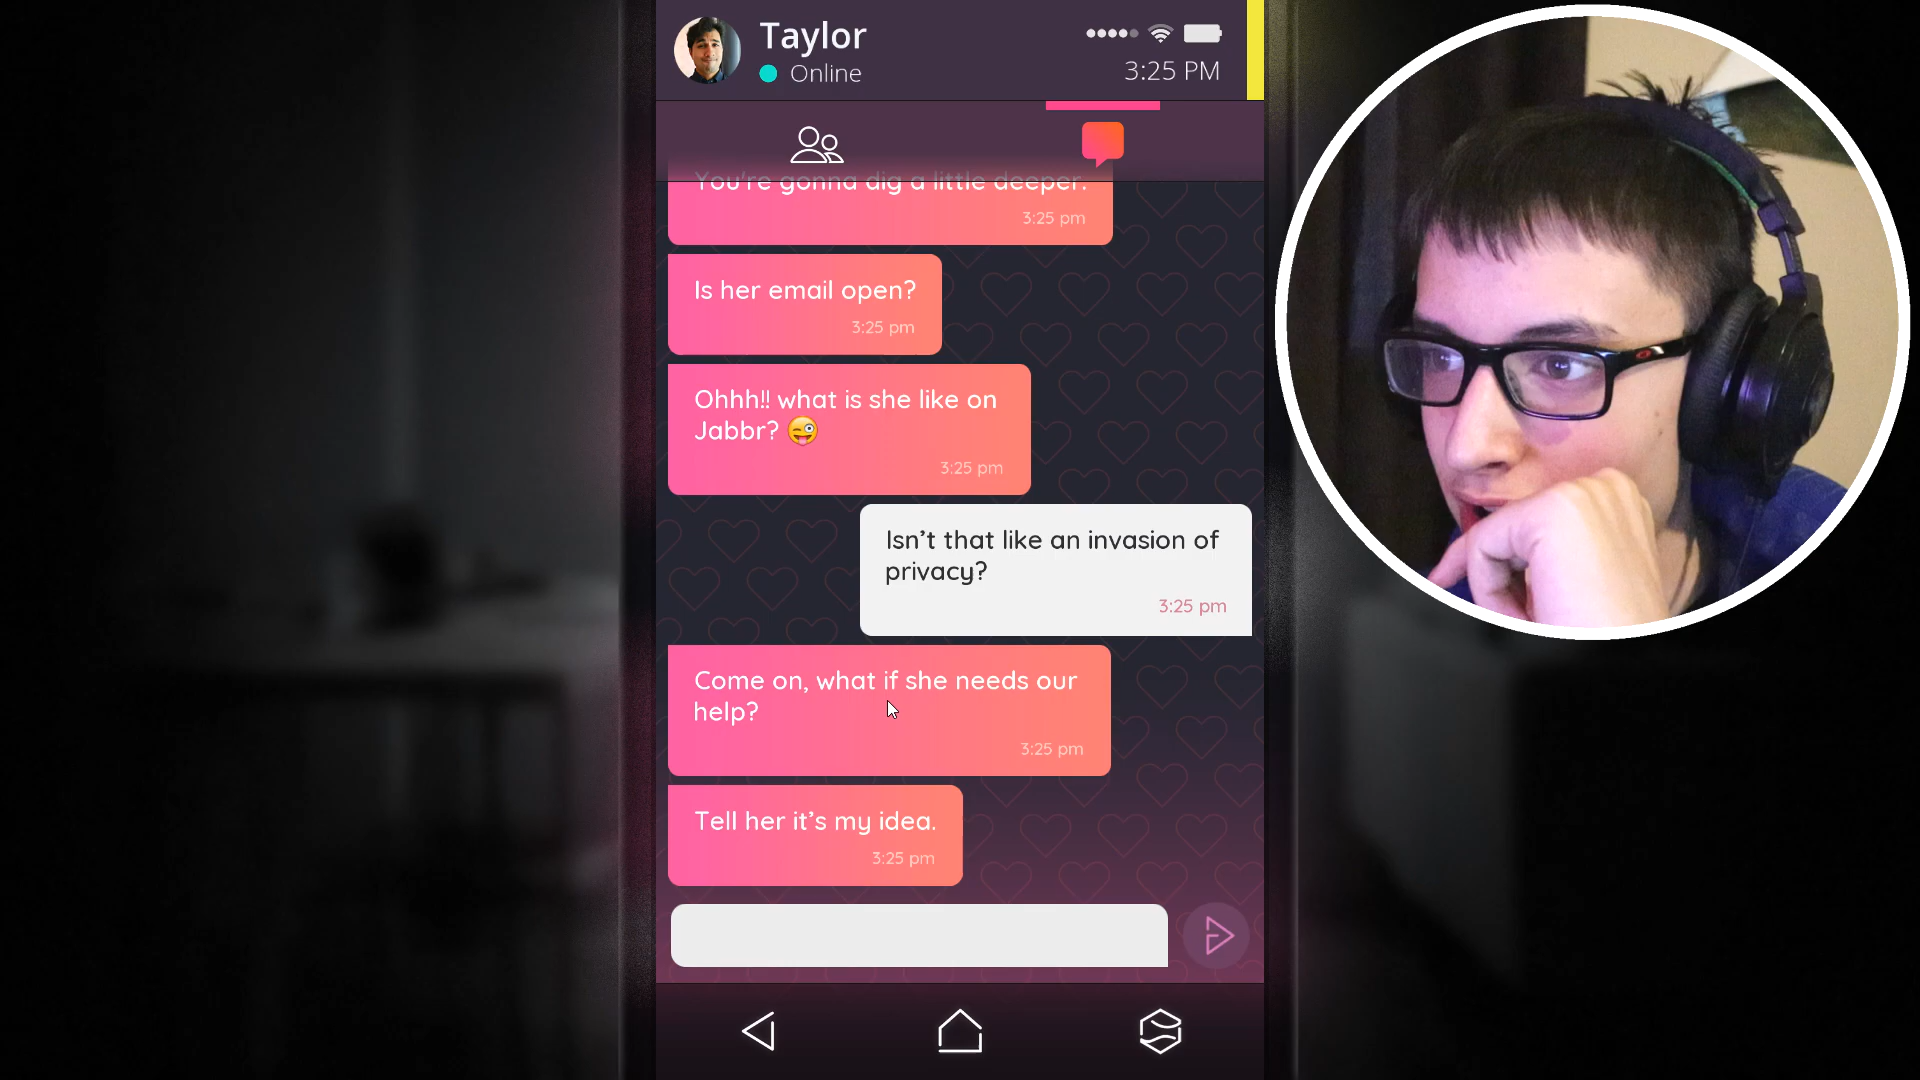 Taylor
Online
3:25 PM
You're gonna dig a little deeper.
3:25 pm
Is her email open?
3:25 pm
Ohhh!! what is she like on
Jabbr? 😜
3:25 pm
Isn’t that like an invasion of
privacy?
3:25 pm
Come on, what if she needs our
help?
3:25 pm
Tell her it’s my idea.
3:25 pm